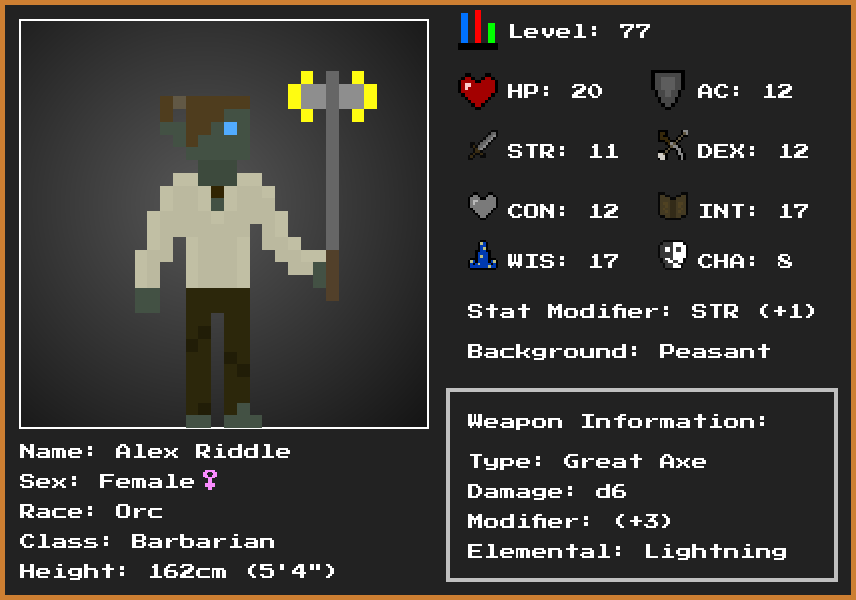 Level: 77
HP: 20 AC: 12
STR: 11 DEX: 12
CON: 12 INT: 17
WIS: 17 CHA: 8
Stat Modifier: STR (+1)
Background: Peasant
Weapon Information:
Type: Great Axe
Damage: d6
Modifier: (+3)
Elemental: Lightning
Name: Alex Riddle
Sex: Female♀
Race: Orc
Class: Barbarian
Height: 162cm (5'4")